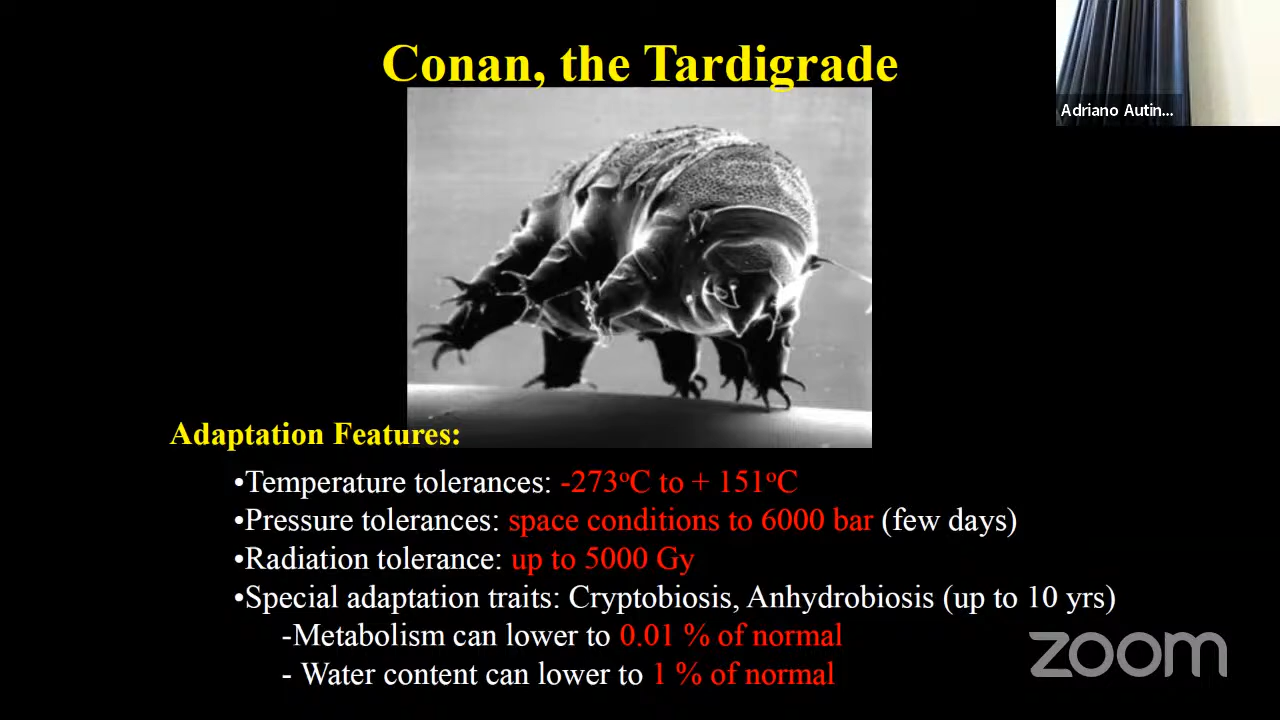 Conan, the Tardigrade
Adriano Autin...
Adaptation Features:
•Temperature tolerances: -273ºC to + 151ºC
•Pressure tolerances: space conditions to 6000 bar (few days)
•Radiation tolerance: up to 5000 Gy
•Special adaptation traits: Cryptobiosis, Anhydrobiosis (up to 10 yrs)
-Metabolism can lower to 0.01 % of normal
- Water content can lower to 1 % of normal
zoom